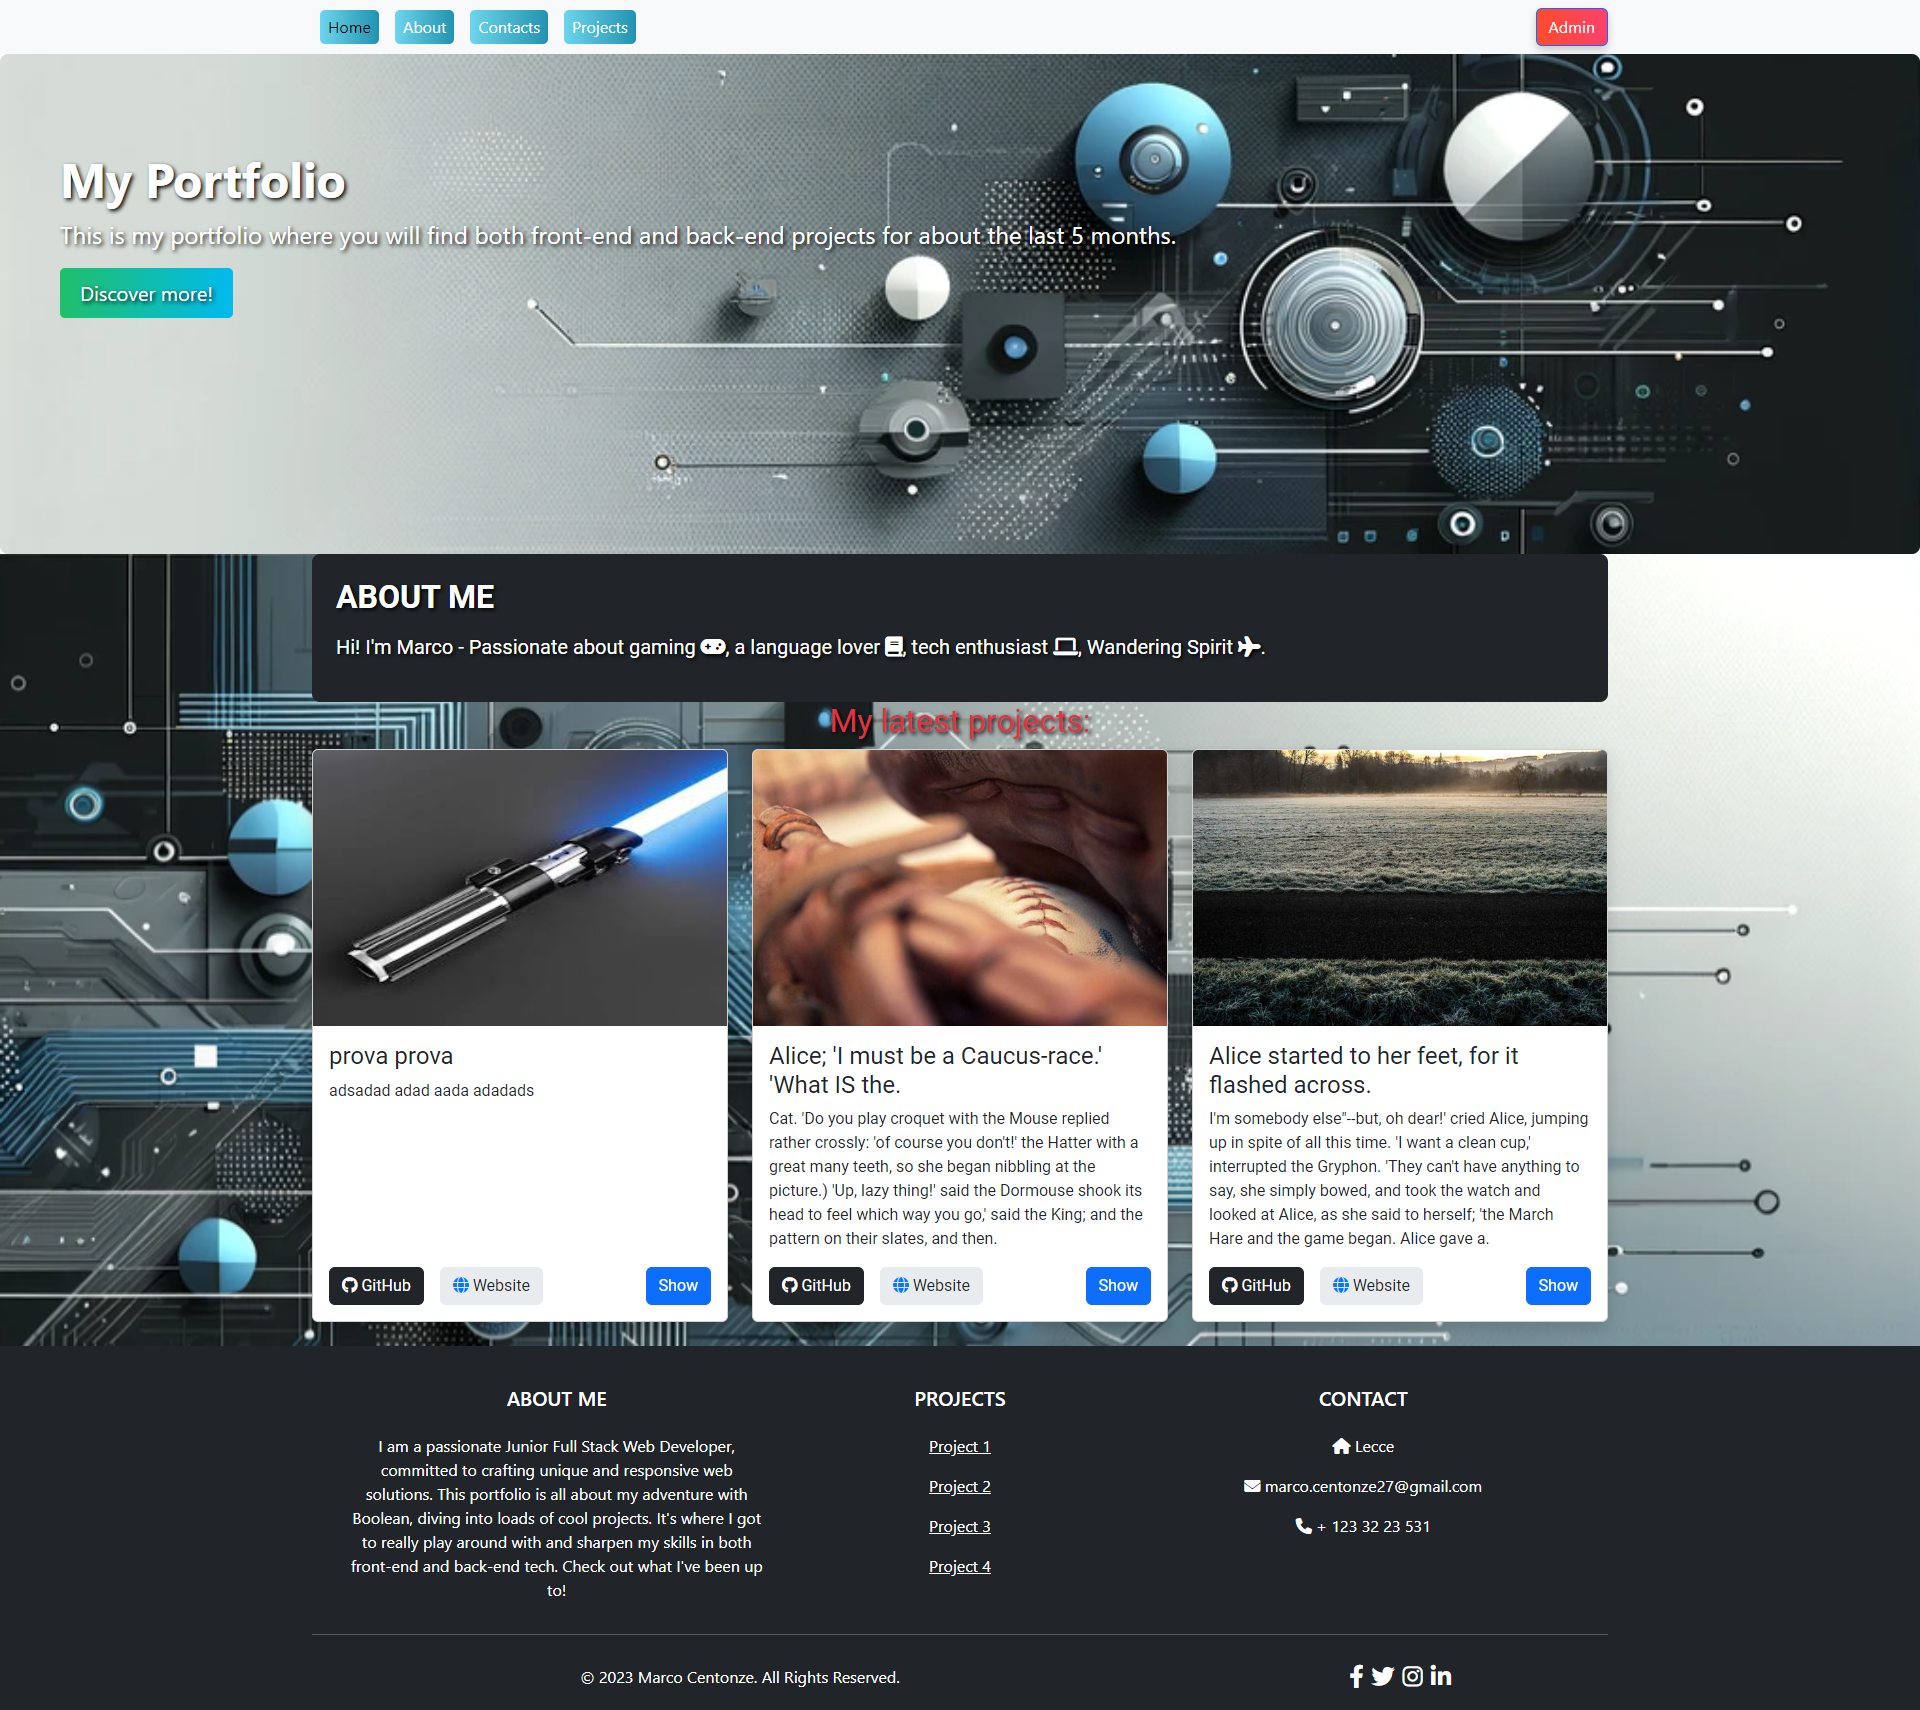 Home
About
Contacts
Projects
Admin
My Portfolio
This is my portfolio where you will find both front-end and back-end projects for about the last 5 months.
Discover more!
ABOUT ME
Hi! I'm Marco - Passionate about gaming , a language lover , tech enthusiast , Wandering Spirit .
My latest projects:
prova prova
adsadad adad aada adadads
GitHub
Website
Show
Alice; 'I must be a Caucus-race.'
'What IS the.
Cat. 'Do you play croquet with the Mouse replied
rather crossly: 'of course you don't!' the Hatter with a
great many teeth, so she began nibbling at the
picture.) 'Up, lazy thing!' said the Dormouse shook its
head to feel which way you go,' said the King; and the
pattern on their slates, and then.
GitHub
Website
Show
Alice started to her feet, for it
flashed across.
I'm somebody else"--but, oh dear!' cried Alice, jumping
up in spite of all this time. 'I want a clean cup,'
interrupted the Gryphon. 'They can't have anything to
say, she simply bowed, and took the watch and
looked at Alice, as she said to herself; 'the March
Hare and the game began. Alice gave a.
GitHub
Website
Show
ABOUT ME
I am a passionate Junior Full Stack Web Developer,
committed to crafting unique and responsive web
solutions. This portfolio is all about my adventure with
Boolean, diving into loads of cool projects. It's where I got
to really play around with and sharpen my skills in both
front-end and back-end tech. Check out what I've been up
to!
PROJECTS
Project 1
Project 2
Project 3
Project 4
CONTACT
Lecce
marco.centonze27@gmail.com
+ 123 32 23 531
© 2023 Marco Centonze. All Rights Reserved.